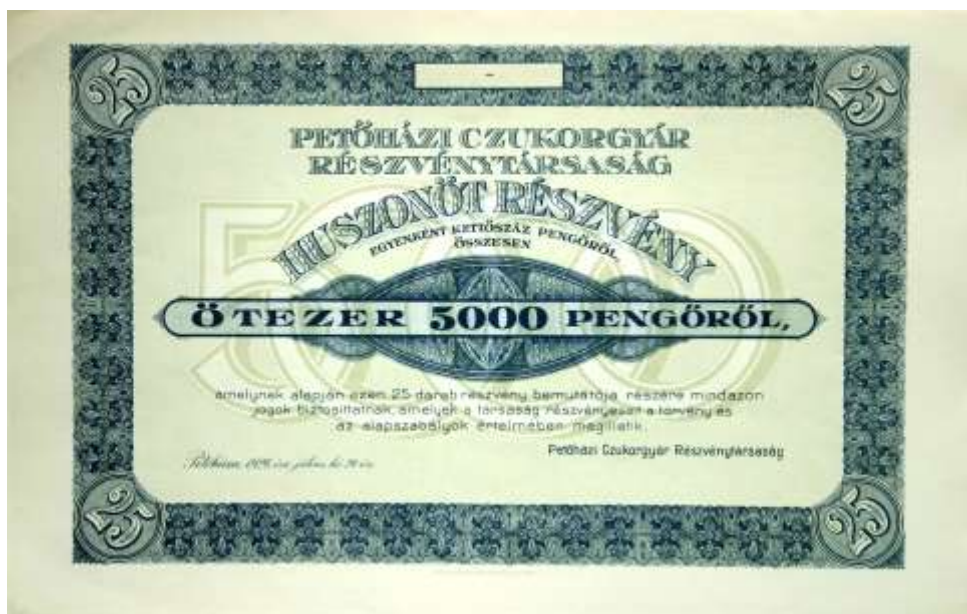 25 25
-
PETŐHÁZI CZUKORGYÁR
RÉSZVÉNYTÁRSASÁG
HUSZONÖT RÉSZVÉNY
EGYENKÉNT KETTŐSZÁZ PENGŐRŐL,
ÖSSZESEN
5000
ÖTEZER 5000 PENGŐRŐL,
amelynek alapján ezen 25 darab részvény bemutatója részére mindazon
jogok biztosíttatnak, amelyek a társaság részvényeseit a törvény és
az alapszabályok értelmében megilletik.
Petőházi Czukorgyár Részvénytársaság
Petőháza,
25 25